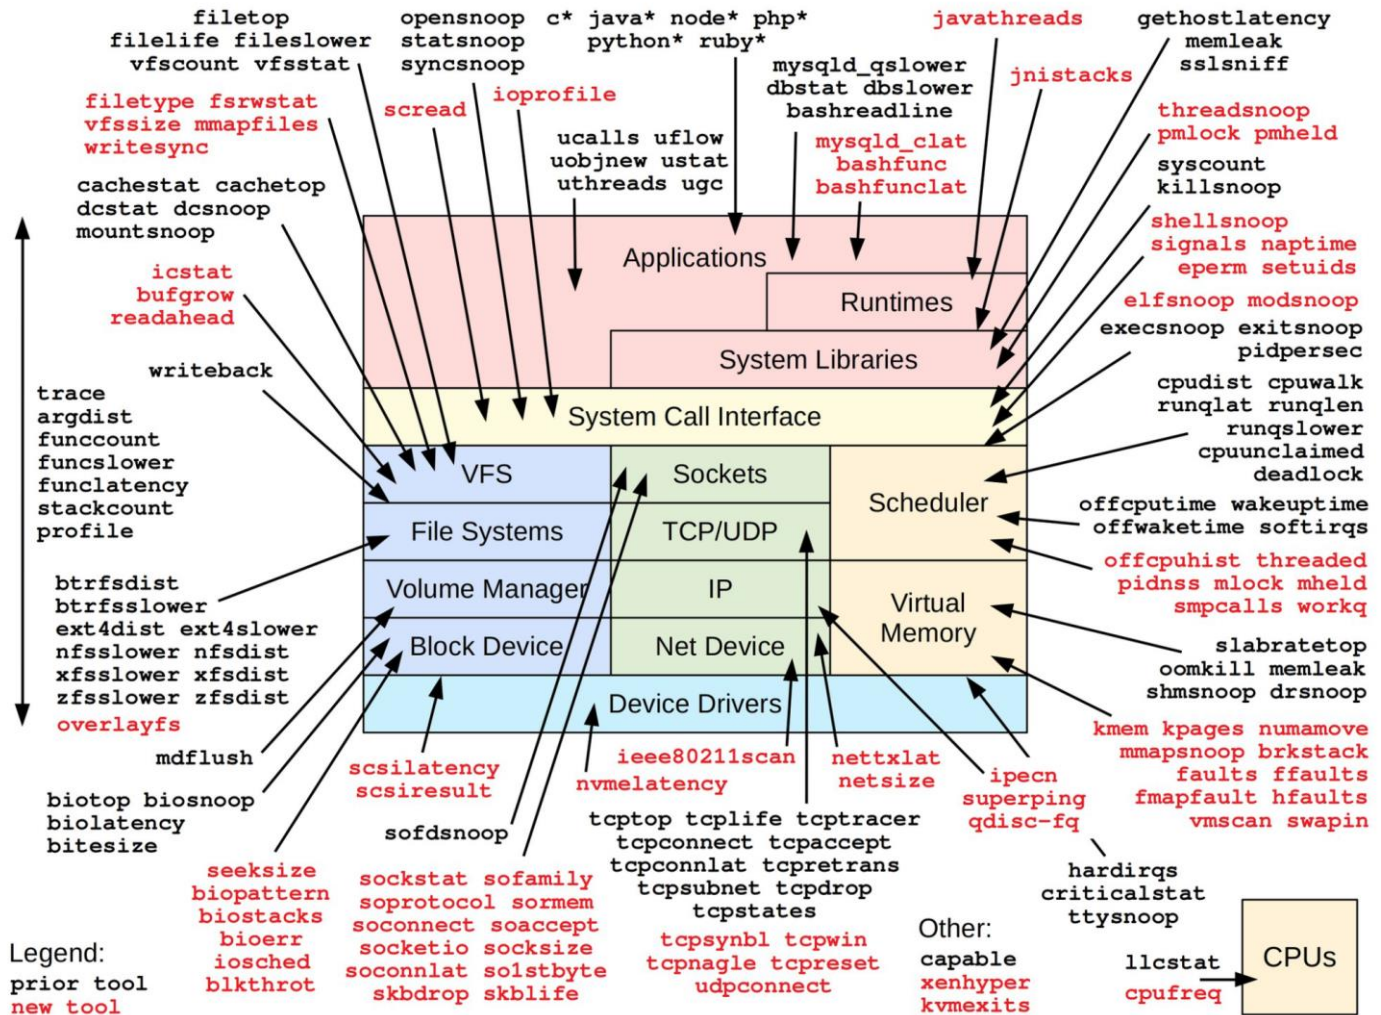 filetop
filelife fileslower
vfscount vfsstat
filetype fsrwstat
vfssize mmapfiles
writesync
cachestat cachetop
dcstat dcsnoop
mountsnoop
icstat
bufgrow
readahead
writeback
trace
argdist
funccount
funcslower
funclatency
stackcount
profile
btrfsdist
btrfsslower
ext4dist ext4slower
nfsslower nfsdist
xfsslower xfsdist
zfsslower zfsdist
overlayfs
mdflush
biotop biosnoop
biolatency
bitesize
seeksize
biopattern
biostacks
bioerr
iosched
blkthrot
Legend:
prior tool
new tool
opensnoop
statsnoop
syncsnoop
scread
ioprofile
c* java* node* php*
python* ruby*
ucalls uflow
uobjnew ustat
uthreads ugc
mysqld_qslower
dbstat dbslower
bashreadline
mysqld_clat
bashfunc
bashfunclat
javathreads
jnistacks
gethostlatency
memleak
sslsniff
threadsnoop
pmlock pmheld
syscount
killsnoop
shellsnoop
signals naptime
eperm setuids
elfsnoop modsnoop
execsnoop exitsnoop
pidpersec
cpudist cpuwalk
runqlat runqlen
runqslower
cpuunclaimed
deadlock
offcputime wakeuptime
offwaketime softirqs
offcpuhist threaded
pidnss mlock mheld
smpcalls workq
slabratetop
oomkill memleak
shmsnoop drsnoop
kmem kpages numamove
mmapsnoop brkstack
faults ffaults
fmapfault hfaults
vmscan swapin
Applications
Runtimes
System Libraries
System Call Interface
VFS
Sockets
Scheduler
File Systems
TCP/UDP
Volume Manager
IP
Virtual
Memory
Block Device
Net Device
Device Drivers
scsilatency
scsiresult
sofdsnoop
sockstat sofamily
soprotocol sormem
soconnect soaccept
socketio socksize
soconnlat so1stbyte
skbdrop skblife
ieee80211scan
nvmelatency
nettxlat
netsize
tcptop tcplife tcptracer
tcpconnect tcpaccept
tcpconnlat tcpretrans
tcpsubnet tcpdrop
tcpstates
tcpsynbl tcpwin
tcpnagle tcpreset
udpconnect
ipecn
superping
qdisc-fq
hardirqs
criticalstat
ttysnoop
Other:
capable
xenhyper
kvmexits
llcstat
cpufreq
CPUs